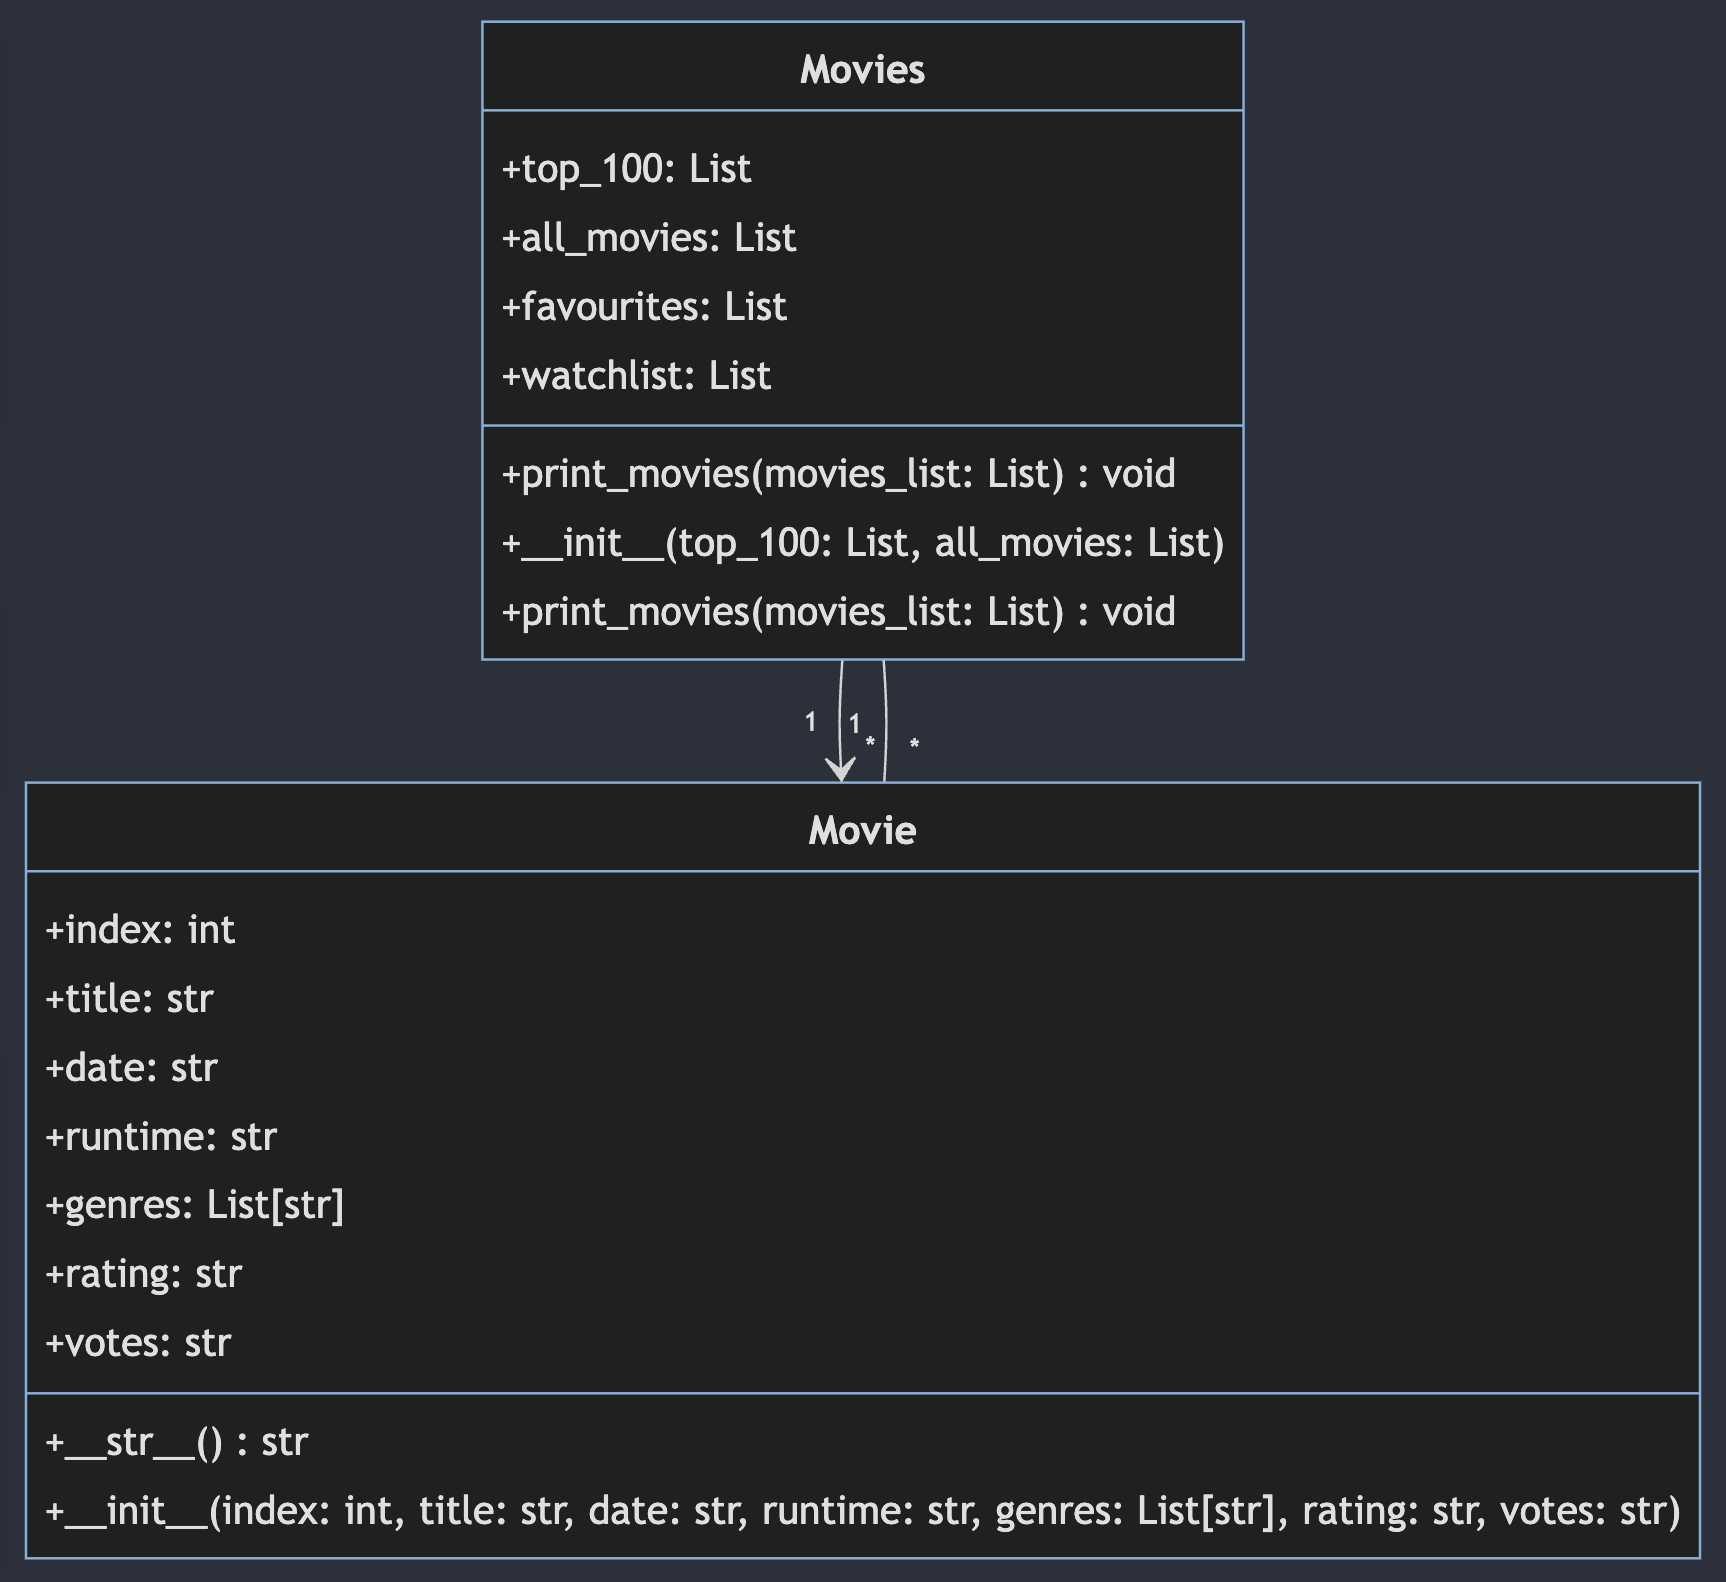 Movies
+top_100: List
+all_movies: List
+favourites: List
+watchlist: List
+print_movies(movies_list: List) : void
+__init__(top_100: List, all_movies: List)
+print_movies(movies_list: List) : void
1 1
* *
Movie
+index: int
+title: str
+date: str
+runtime: str
+genres: List[str]
+rating: str
+votes: str
+__str__() : str
+__init__(index: int, title: str, date: str, runtime: str, genres: List[str], rating: str, votes: str)